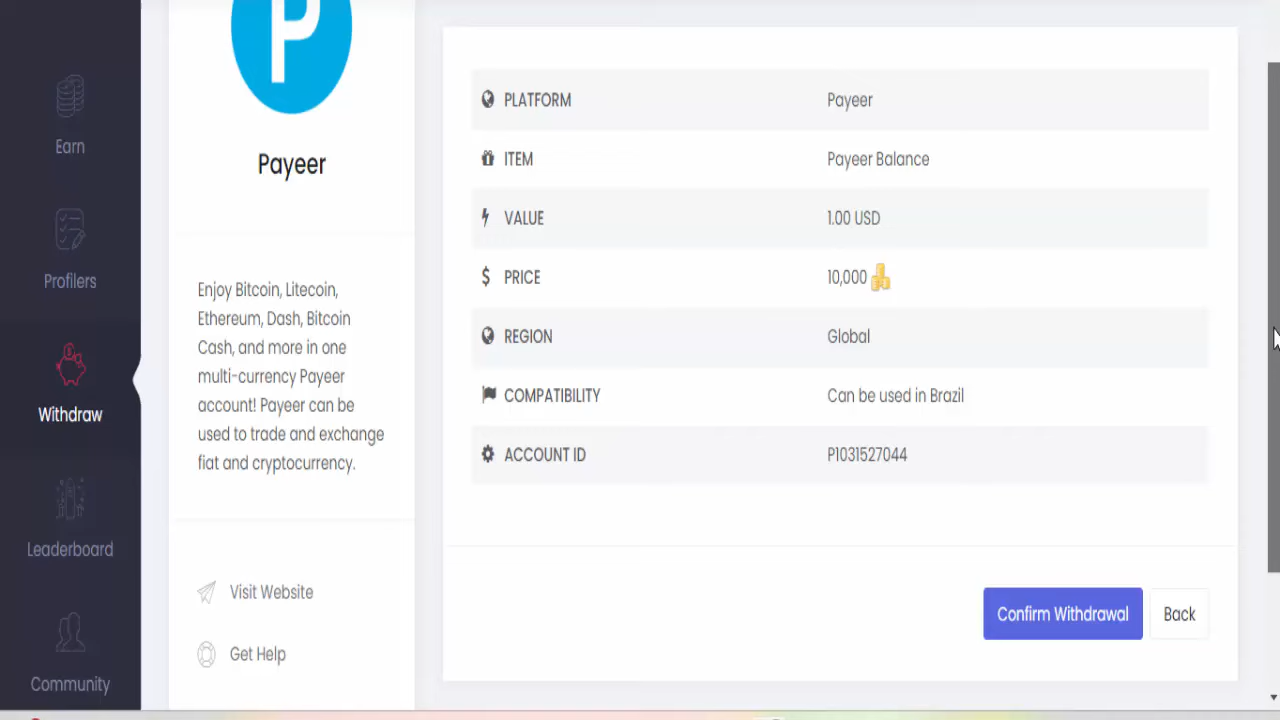 Earn
Profilers
Withdraw
Leaderboard
Community
P
Payeer
Enjoy Bitcoin, Litecoin,
Ethereum, Dash, Bitcoin
Cash, and more in one
multi-currency Payeer
account! Payeer can be
used to trade and exchange
fiat and cryptocurrency.
Visit Website
Get Help
PLATFORM Payeer
ITEM Payeer Balance
VALUE 1.00 USD
PRICE 10,000
REGION Global
COMPATIBILITY Can be used in Brazil
ACCOUNT ID P1031527044
Confirm Withdrawal Back